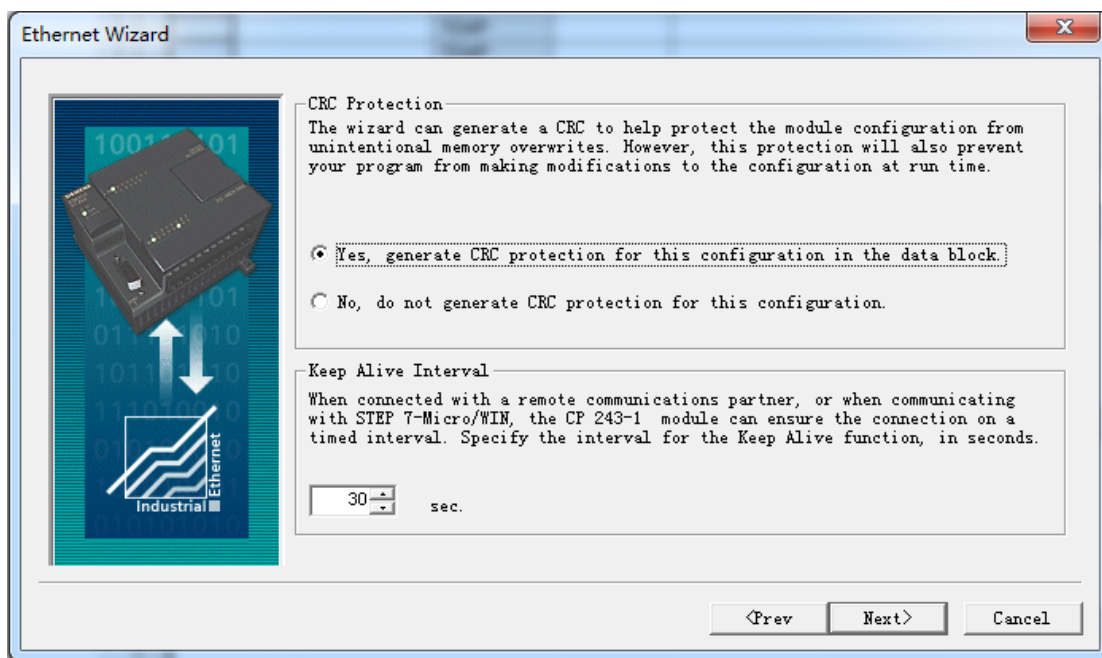 Ethernet Wizard
CRC Protection
The wizard can generate a CRC to help protect the module configuration from
unintentional memory overwrites. However, this protection will also prevent
your program from making modifications to the configuration at run time.
Yes, generate CRC protection for this configuration in the data block.
No, do not generate CRC protection for this configuration.
Keep Alive Interval
When connected with a remote communications partner, or when communicating
with STEP 7-Micro/WIN, the CP 243-1 module can ensure the connection on a
timed interval. Specify the interval for the Keep Alive function, in seconds.
30 sec.
Industrial Ethernet
<Prev Next> Cancel